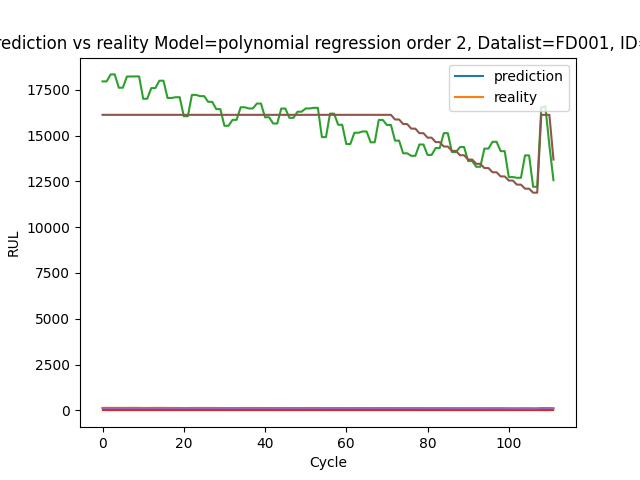 rediction vs reality Model=polynomial regression order 2, Datalist=FD001, ID=
prediction
reality
17500
15000
12500
10000
7500
5000
2500
0
RUL
0 20 40 60 80 100
Cycle